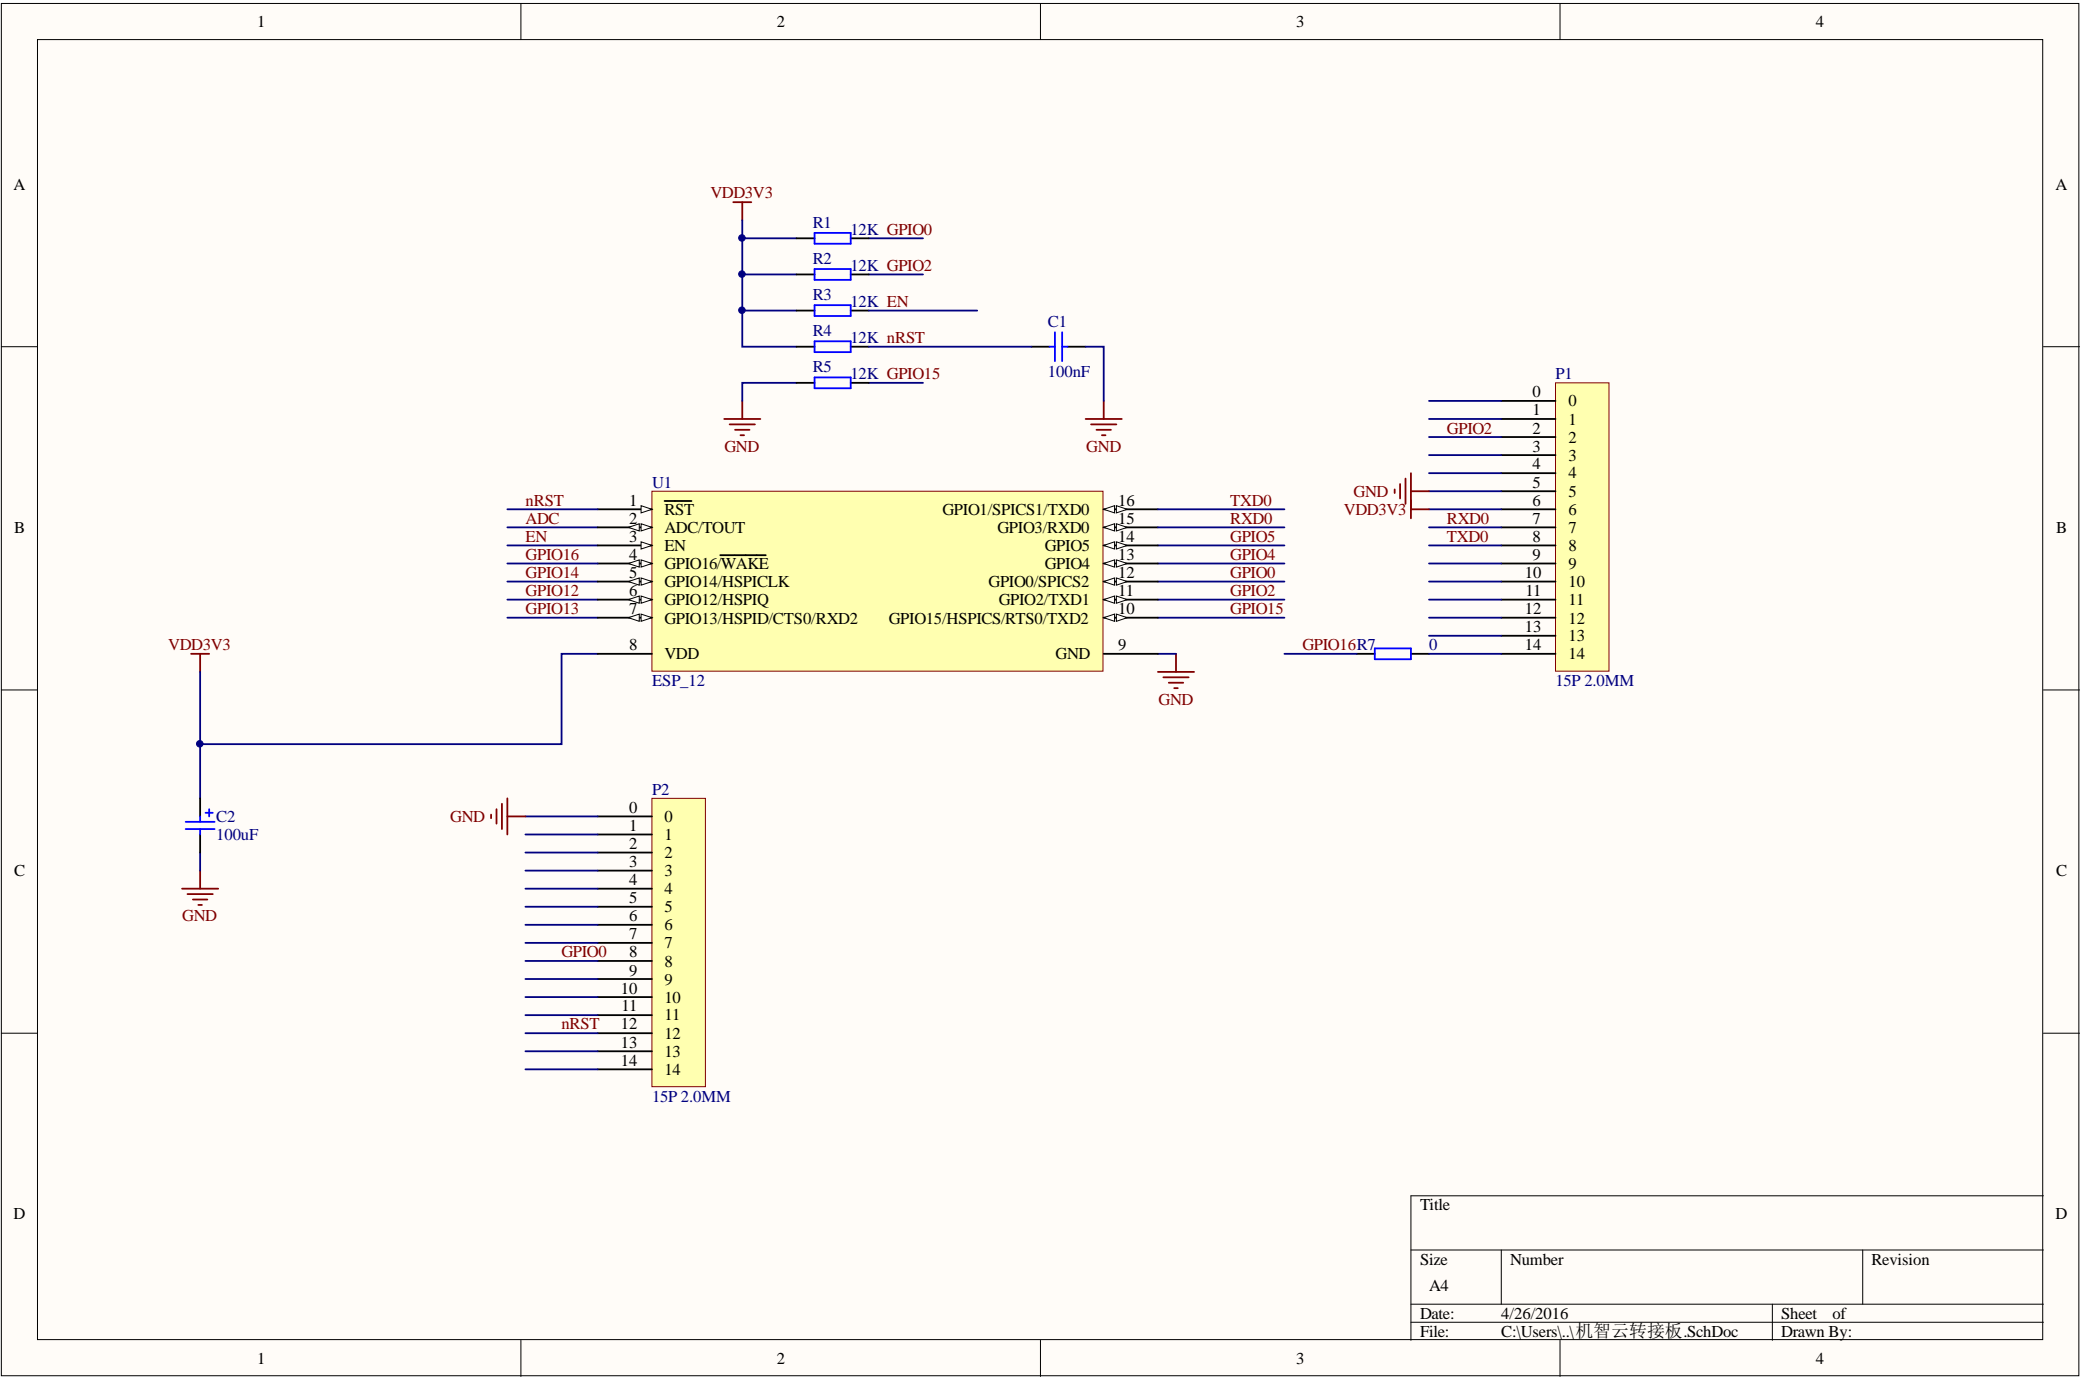 1 2 3 4
A A
VDD3V3
R1 12K GPIO0
R2 12K GPIO2
R3 12K EN
R4 12K nRST
C1
100nF
R5 12K GPIO15
GND GND
B B
U1
nRST 1 RST GPIO1/SPICS1/TXD0 16 TXD0
ADC 2 ADC/TOUT GPIO3/RXD0 15 RXD0
EN 3 EN GPIO5 14 GPIO5
GPIO16 4 GPIO16/WAKE GPIO4 13 GPIO4
GPIO14 5 GPIO14/HSPICLK GPIO0/SPICS2 12 GPIO0
GPIO12 6 GPIO12/HSPIQ GPIO2/TXD1 11 GPIO2
GPIO13 7 GPIO13/HSPID/CTS0/RXD2 GPIO15/HSPICS/RTS0/TXD2 10 GPIO15
8 VDD GND 9
ESP_12
GND
P1
0 0
1 1
GPIO2 2 2
3 3
4 4
GND 5 5
VDD3V3 6 6
RXD0 7 7
TXD0 8 8
9 9
10 10
11 11
12 12
13 13
GPIO16 R7 0 14 14
15P 2.0MM
VDD3V3
C C
C2
100uF
GND
P2
GND 0 0
1 1
2 2
3 3
4 4
5 5
6 6
7 7
GPIO0 8 8
9 9
10 10
11 11
nRST 12 12
13 13
14 14
15P 2.0MM
D D
Title
Size Number Revision
A4
Date: 4/26/2016 Sheet of
File: C:\Users\..\机智云转接板.SchDoc Drawn By:
1 2 3 4